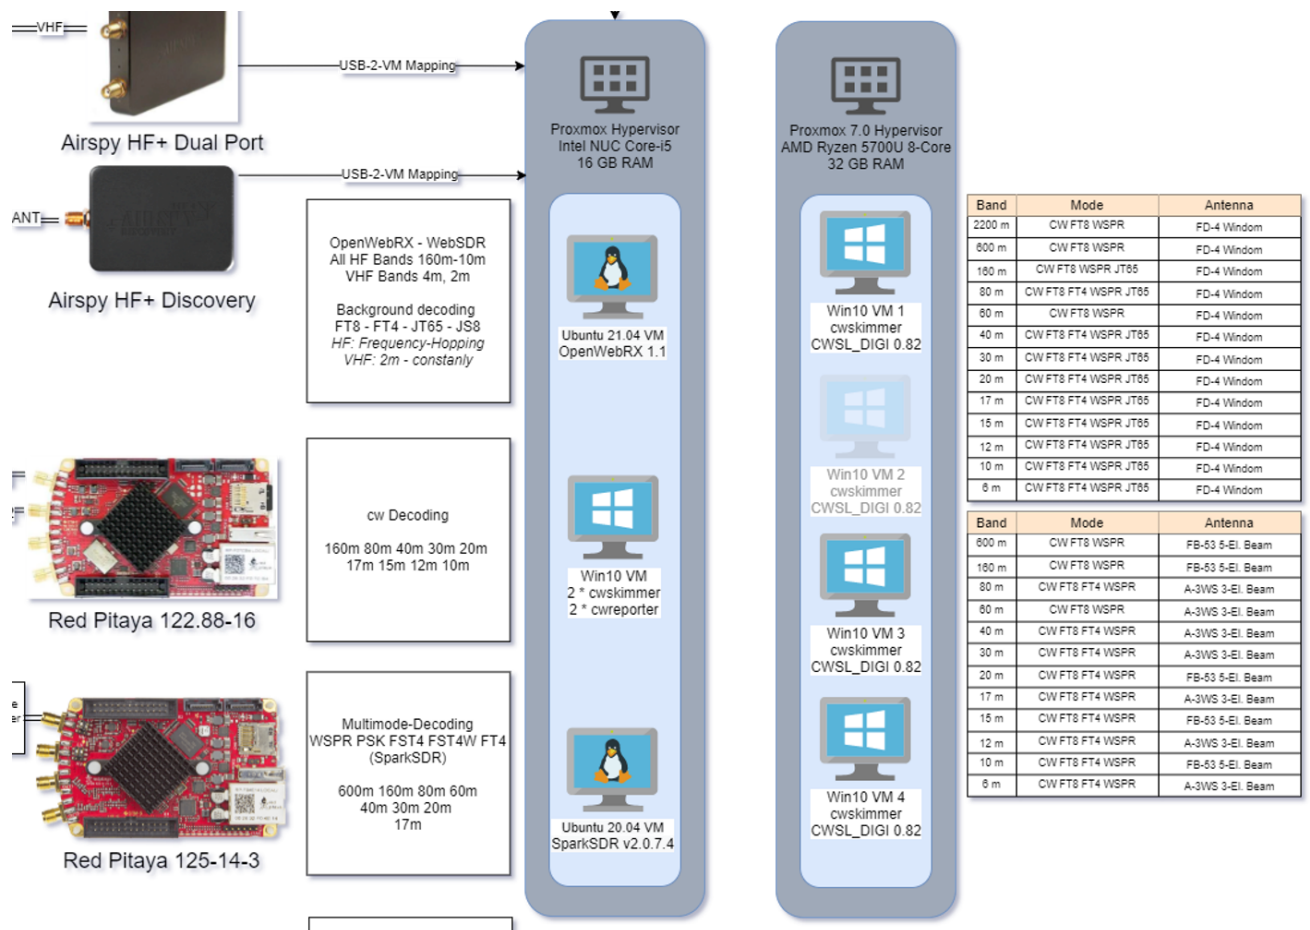 VHF
USB-2-VM Mapping
Airspy HF+ Dual Port
USB-2-VM Mapping
ANT
Airspy HF+ Discovery
OpenWebRX - WebSDR
All HF Bands 160m-10m
VHF Bands 4m, 2m
Background decoding
FT8 - FT4 - JT65 - JS8
HF: Frequency-Hopping
VHF: 2m - constanly
cw Decoding
160m 80m 40m 30m 20m
17m 15m 12m 10m
Red Pitaya 122.88-16
Multimode-Decoding
WSPR PSK FST4 FST4W FT4
(SparkSDR)
600m 160m 80m 60m
40m 30m 20m
17m
Red Pitaya 125-14-3
Proxmox Hypervisor
Intel NUC Core-i5
16 GB RAM
Ubuntu 21.04 VM
OpenWebRX 1.1
Win10 VM
2 * cwskimmer
2 * cwreporter
Ubuntu 20.04 VM
SparkSDR v2.0.7.4
Proxmox 7.0 Hypervisor
AMD Ryzen 5700U 8-Core
32 GB RAM
Win10 VM 1
cwskimmer
CWSL_DIGI 0.82
Win10 VM 2
cwskimmer
CWSL_DIGI 0.82
Win10 VM 3
cwskimmer
CWSL_DIGI 0.82
Win10 VM 4
cwskimmer
CWSL_DIGI 0.82
Band Mode Antenna
2200 m CW FT8 WSPR FD-4 Windom
600 m CW FT8 WSPR FD-4 Windom
160 m CW FT8 WSPR JT65 FD-4 Windom
80 m CW FT8 FT4 WSPR JT65 FD-4 Windom
60 m CW FT8 WSPR FD-4 Windom
40 m CW FT8 FT4 WSPR JT65 FD-4 Windom
30 m CW FT8 FT4 WSPR JT65 FD-4 Windom
20 m CW FT8 FT4 WSPR JT65 FD-4 Windom
17 m CW FT8 FT4 WSPR JT65 FD-4 Windom
15 m CW FT8 FT4 WSPR JT65 FD-4 Windom
12 m CW FT8 FT4 WSPR JT65 FD-4 Windom
10 m CW FT8 FT4 WSPR JT65 FD-4 Windom
6 m CW FT8 FT4 WSPR JT65 FD-4 Windom
Band Mode Antenna
600 m CW FT8 WSPR FB-53 5-El. Beam
160 m CW FT8 WSPR FB-53 5-El. Beam
80 m CW FT8 FT4 WSPR A-3WS 3-El. Beam
60 m CW FT8 WSPR A-3WS 3-El. Beam
40 m CW FT8 FT4 WSPR A-3WS 3-El. Beam
30 m CW FT8 FT4 WSPR A-3WS 3-El. Beam
20 m CW FT8 FT4 WSPR FB-53 5-El. Beam
17 m CW FT8 FT4 WSPR A-3WS 3-El. Beam
15 m CW FT8 FT4 WSPR FB-53 5-El. Beam
12 m CW FT8 FT4 WSPR A-3WS 3-El. Beam
10 m CW FT8 FT4 WSPR FB-53 5-El. Beam
6 m CW FT8 FT4 WSPR A-3WS 3-El. Beam